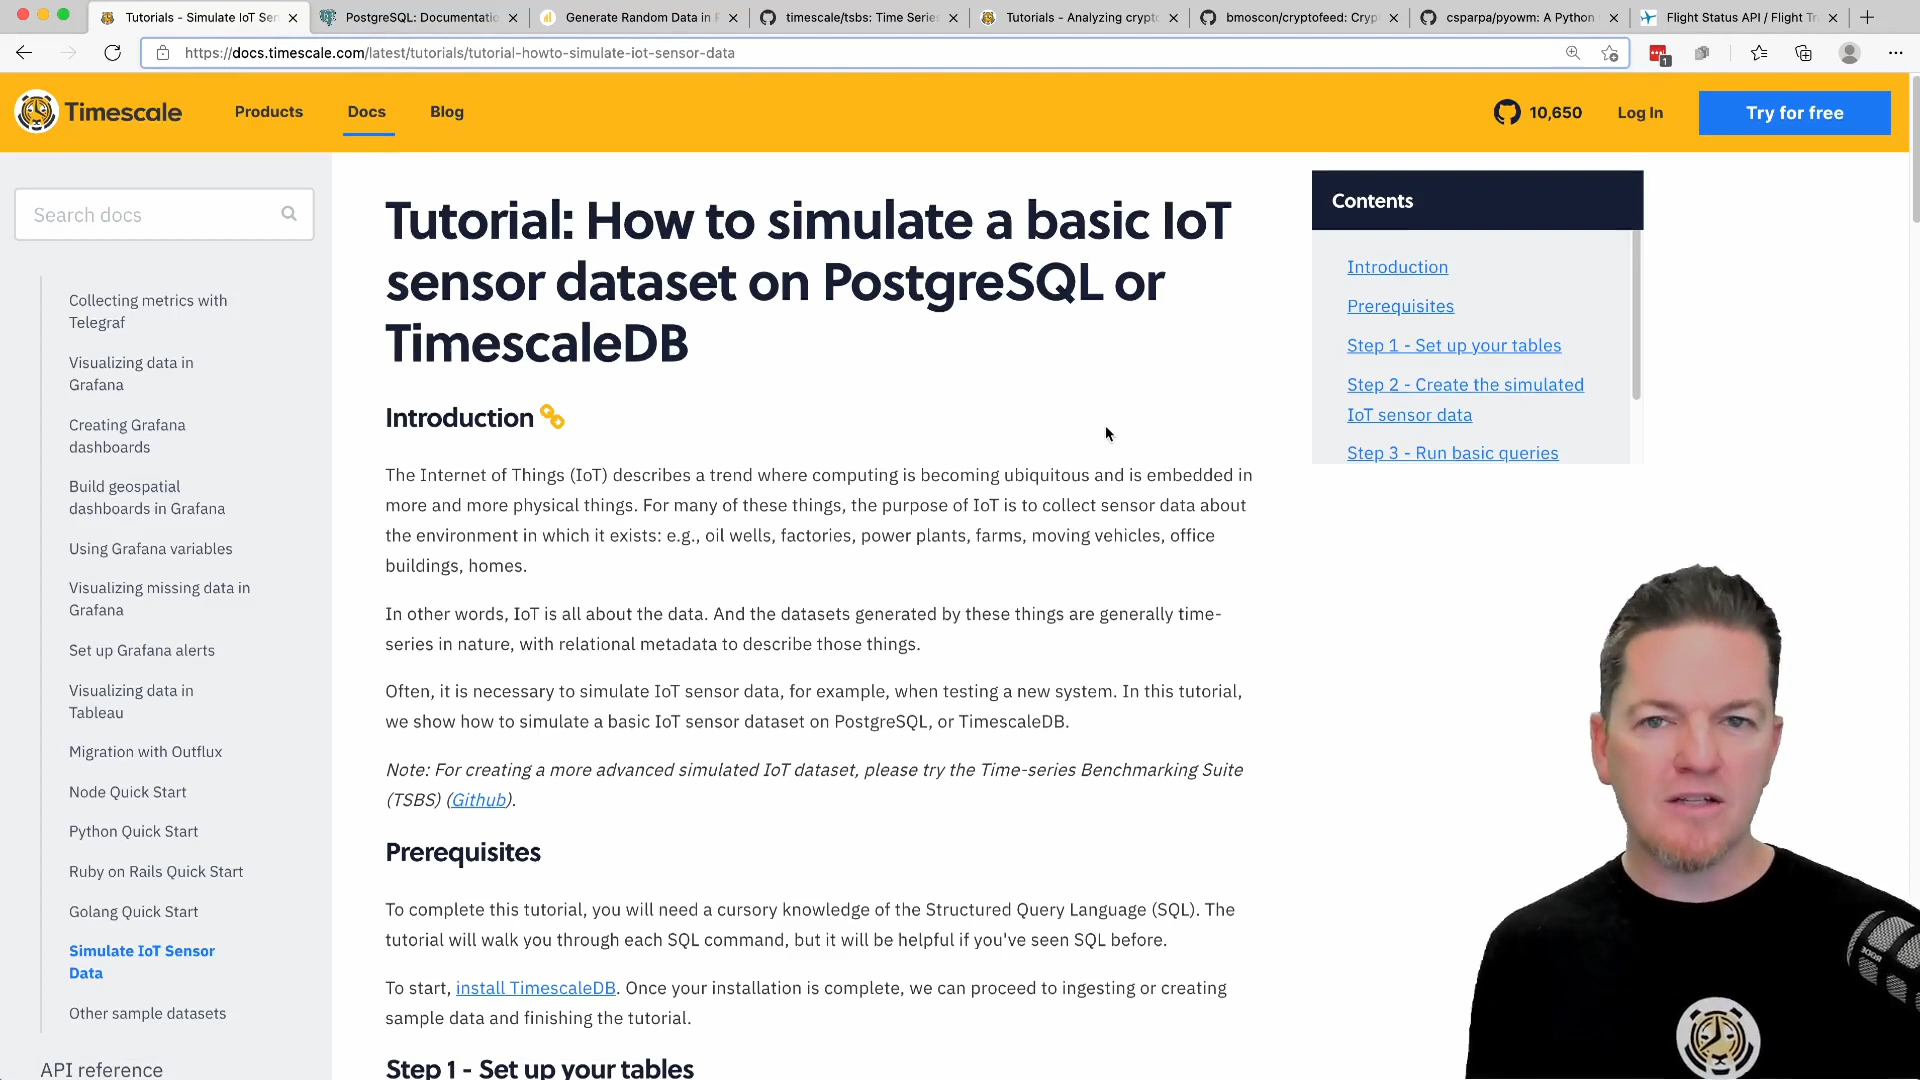 Tutorials - Simulate IoT Ser
PostgreSQL: Documentatio
Generate Random Data in P
timescale/tsbs: Time Series
Tutorials - Analyzing crypto
bmoscon/cryptofeed: Cryp
csparpa/pyowm: A Python
Flight Status API / Flight Tr
https://docs.timescale.com/latest/tutorials/tutorial-howto-simulate-iot-sensor-data
1
Timescale
Products
Docs
Blog
10,650
Log In
Try for free
Search docs
Collecting metrics with
Telegraf
Visualizing data in
Grafana
Creating Grafana
dashboards
Build geospatial
dashboards in Grafana
Using Grafana variables
Visualizing missing data in
Grafana
Set up Grafana alerts
Visualizing data in
Tableau
Migration with Outflux
Node Quick Start
Python Quick Start
Ruby on Rails Quick Start
Golang Quick Start
Simulate IoT Sensor
Data
Other sample datasets
API reference
Tutorial: How to simulate a basic IoT
sensor dataset on PostgreSQL or
TimescaleDB
Introduction
The Internet of Things (IoT) describes a trend where computing is becoming ubiquitous and is embedded in
more and more physical things. For many of these things, the purpose of IoT is to collect sensor data about
the environment in which it exists: e.g., oil wells, factories, power plants, farms, moving vehicles, office
buildings, homes.
In other words, IoT is all about the data. And the datasets generated by these things are generally time-
series in nature, with relational metadata to describe those things.
Often, it is necessary to simulate IoT sensor data, for example, when testing a new system. In this tutorial,
we show how to simulate a basic IoT sensor dataset on PostgreSQL, or TimescaleDB.
Note: For creating a more advanced simulated IoT dataset, please try the Time-series Benchmarking Suite
(TSBS) (Github).
Prerequisites
To complete this tutorial, you will need a cursory knowledge of the Structured Query Language (SQL). The
tutorial will walk you through each SQL command, but it will be helpful if you've seen SQL before.
To start, install TimescaleDB. Once your installation is complete, we can proceed to ingesting or creating
sample data and finishing the tutorial.
Step 1 - Set up your tables
Contents
Introduction
Prerequisites
Step 1 - Set up your tables
Step 2 - Create the simulated
IoT sensor data
Step 3 - Run basic queries
RODE